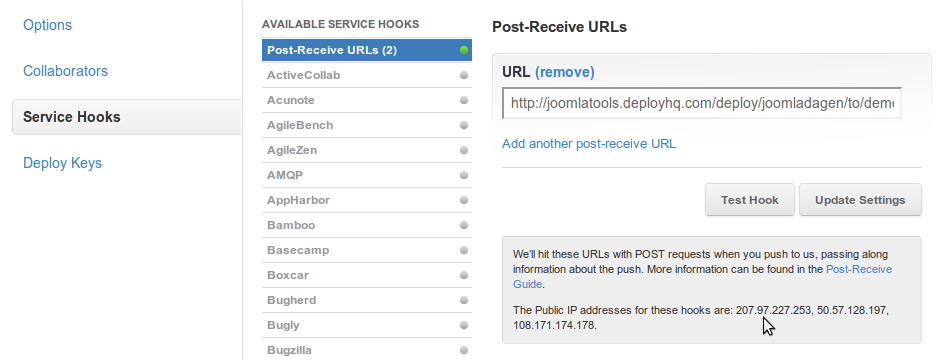 Options
Collaborators
Service Hooks
Deploy Keys
AVAILABLE SERVICE HOOKS
Post-Receive URLs (2)
ActiveCollab
Acunote
AgileBench
AgileZen
AMQP
AppHarbor
Bamboo
Basecamp
Boxcar
Bugherd
Bugly
Bugzilla
Post-Receive URLs
URL (remove)
http://joomlatools.deployhq.com/deploy/joomladagen/to/demo
Add another post-receive URL
Test Hook
Update Settings
We'll hit these URLs with POST requests when you push to us, passing along
information about the push. More information can be found in the Post-Receive
Guide.
The Public IP addresses for these hooks are: 207.97.227.253, 50.57.128.197,
108.171.174.178.